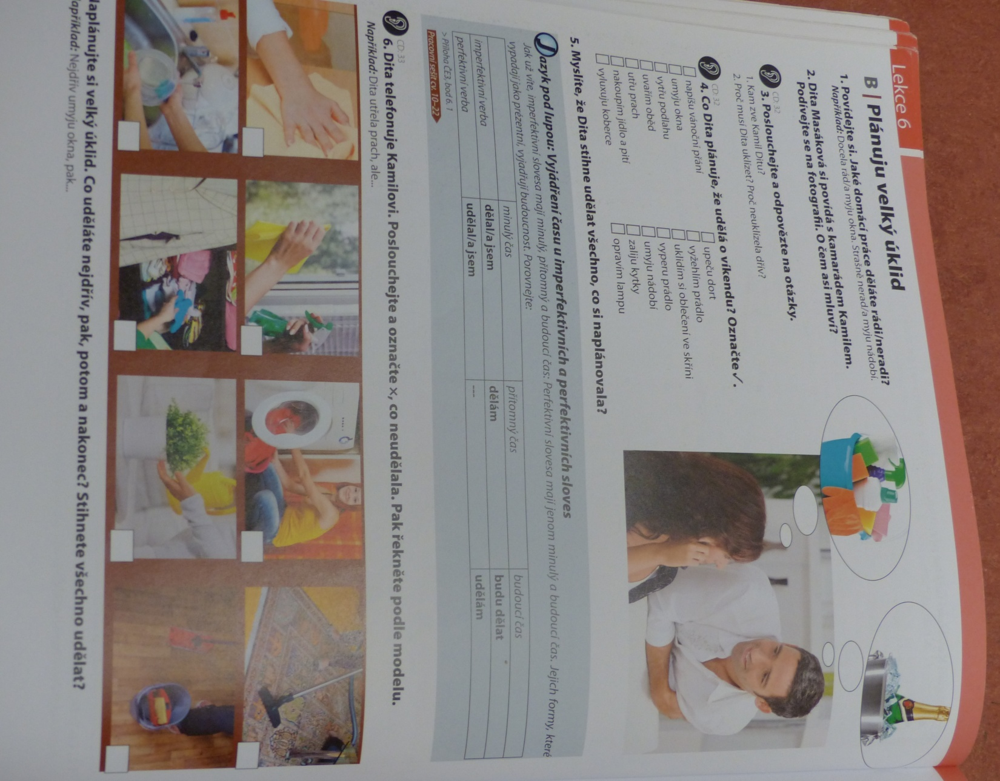 Lekce 6
B | Plánuju velký úklid
1. Povídejte si. Jaké domácí práce děláte rádi/neradi?
Například: Docela rád/a myju okna. Strašně nerad/a myju nádobí.
2. Dita Masáková si povídá s kamarádem Kamilem.
Podívejte se na fotografii. O čem asi mluví?
CD: 32
3. Poslouchejte a odpovězte na otázky.
1. Kam zve Kamil Ditu?
2. Proč musí Dita uklízet? Proč neuklízela dřív?
CD: 32
4. Co Dita plánuje, že udělá o víkendu? Označte ✓.
napíšu vánoční přání
umyju okna
vytřu podlahu
uvařím oběd
utřu prach
nakoupím jídlo a pití
vyluxuju koberce
upeču dort
vyžehlím prádlo
uklidím si oblečení ve skříni
vyperu prádlo
umyju nádobí
zaliju kytky
opravím lampu
5. Myslíte, že Dita stihne udělat všechno, co si naplánovala?
Jazyk pod lupou: Vyjádření času u imperfektivních a perfektivních sloves
Jak už víte, imperfektivní slovesa mají minulý, přítomný a budoucí čas: Perfektivní slovesa mají jenom minulý a budoucí čas. Jejich formy, které
vypadají jako prézentní, vyjadřují budoucnost. Porovnejte:
minulý čas přítomný čas budoucí čas
imperfektivní verba dělal/a jsem dělám budu dělat
perfektivní verba udělal/a jsem --- udělám
> Příloha ČE3, bod 6.1
Pracovní sešit cv. 10–22
CD: 33
6. Dita telefonuje Kamilovi. Poslouchejte a označte ×, co neudělala. Pak řekněte podle modelu.
Například: Dita utřela prach, ale...
Naplánujte si velký úklid. Co uděláte nejdřív, pak, potom a nakonec? Stihnete všechno udělat?
Například: Nejdřív umyju okna, pak...